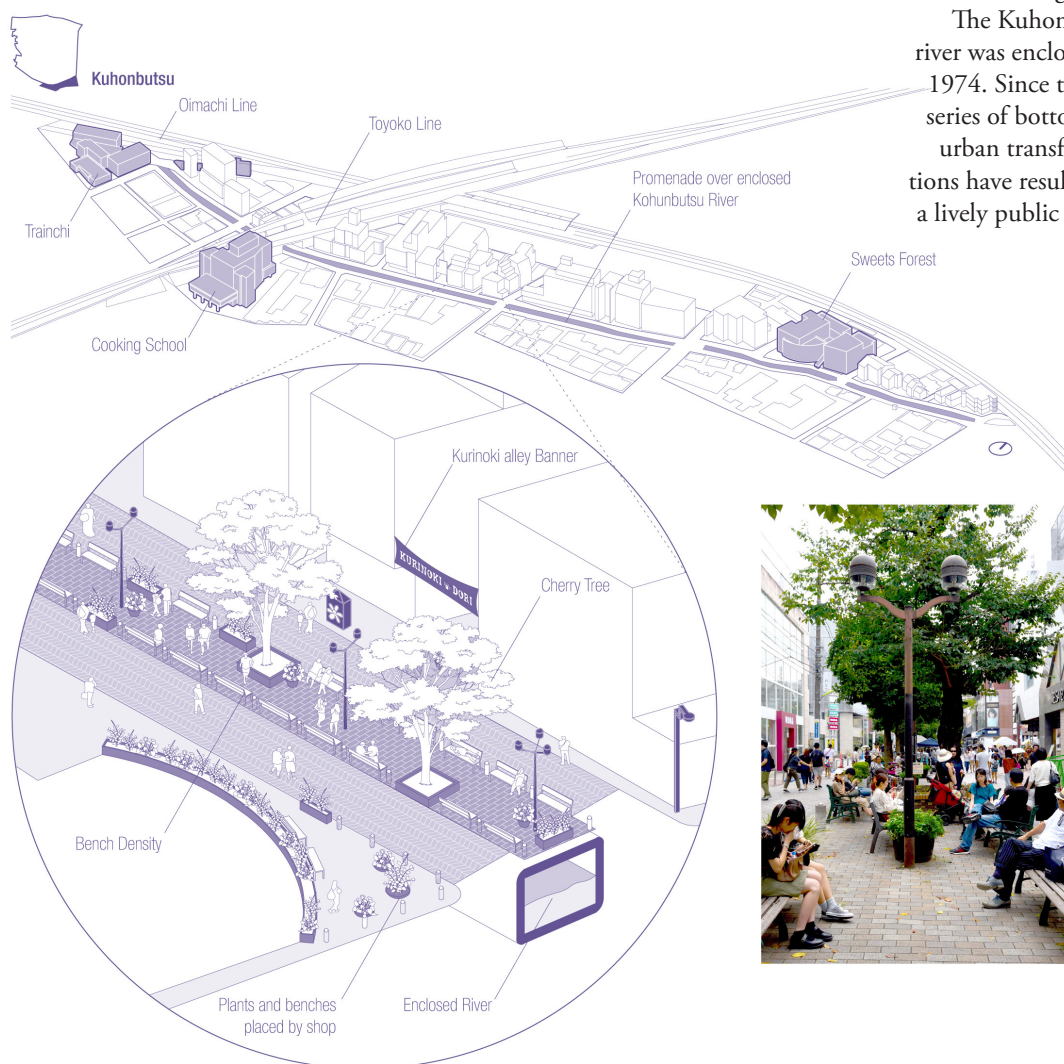 The Kuhon
river was enclo
1974. Since t
series of botto
urban transf
tions have resul
a lively public
Kuhonbutsu
Oimachi Line
Toyoko Line
Promenade over enclosed
Kohunbutsu River
Trainchi
Sweets Forest
Cooking School
Kurinoki alley Banner
KURINOKI DORI
Cherry Tree
Bench Density
Plants and benches
placed by shop
Enclosed River